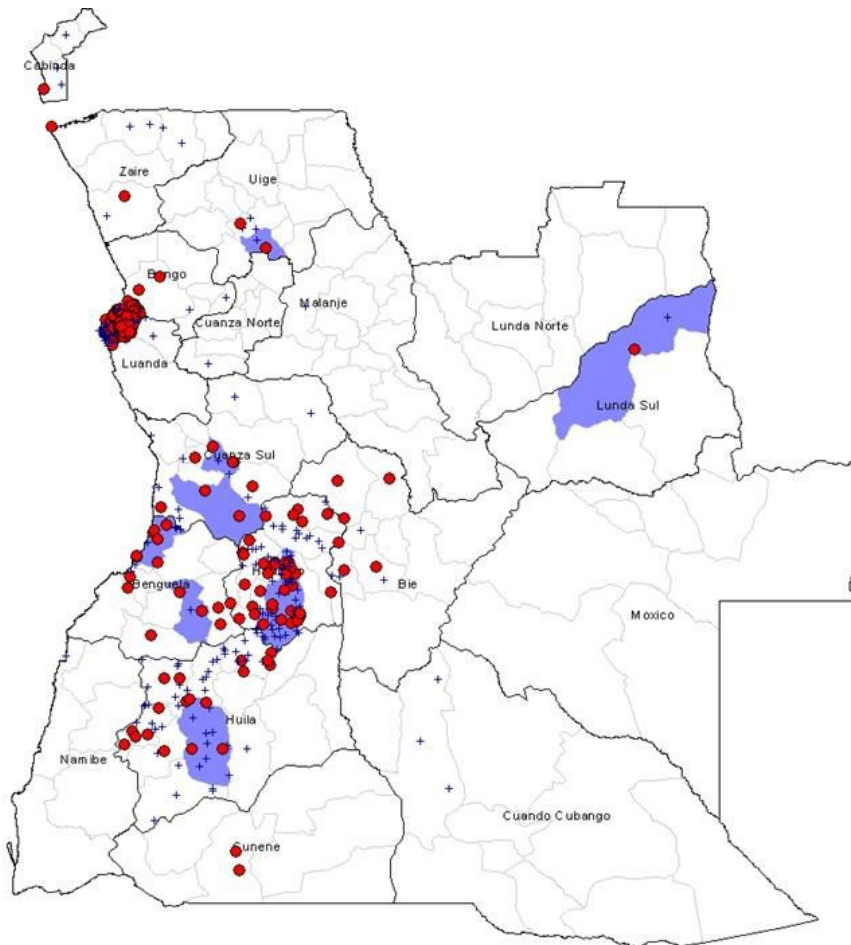 Cabinda
Zaire
Uige
Bengo
Malanje
Cuanza Norte
Lunda Norte
Luanda
Lunda Sul
Cuanza Sul
Benguela
Bie
Moxico
Huila
Namibe
Cuando Cubango
Cunene